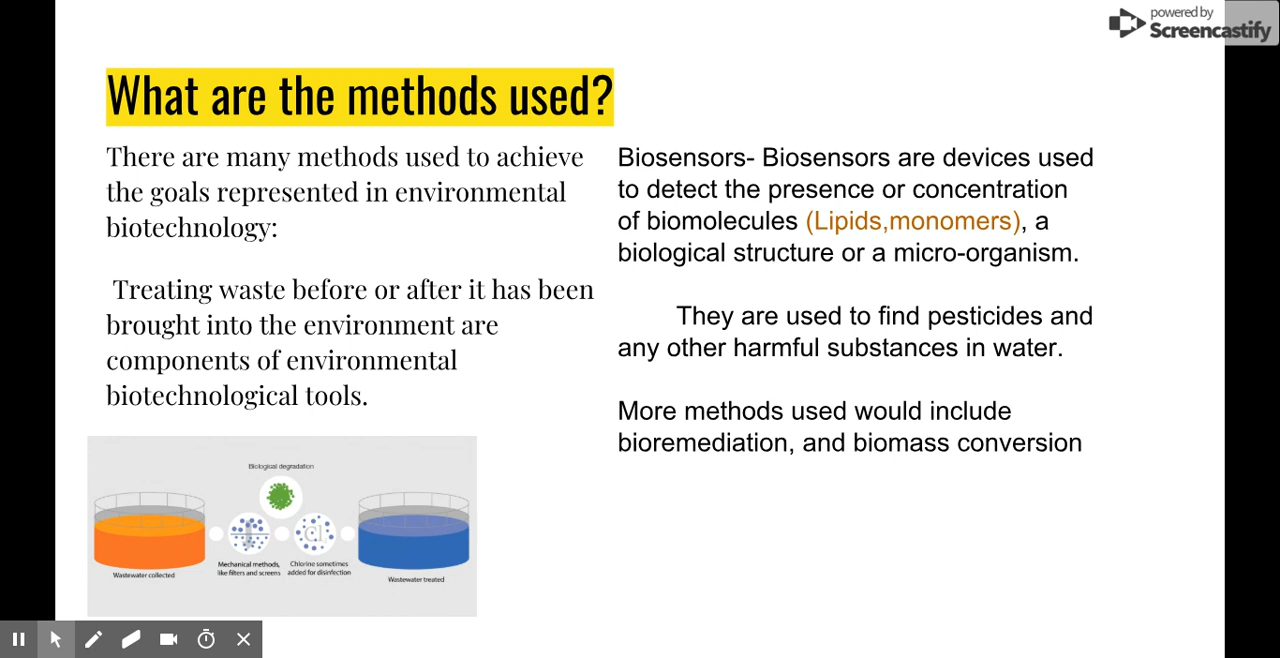 powered by
Screencastify
What are the methods used?
There are many methods used to achieve
the goals represented in environmental
biotechnology:
Treating waste before or after it has been
brought into the environment are
components of environmental
biotechnological tools.
Biosensors- Biosensors are devices used
to detect the presence or concentration
of biomolecules (Lipids,monomers), a
biological structure or a micro-organism.
They are used to find pesticides and
any other harmful substances in water.
More methods used would include
bioremediation, and biomass conversion
Biological degradation
Cl
Wastewater collected
Mechanical methods,
like filters and screens
Chlorine sometimes
added for disinfection
Wastewater treated